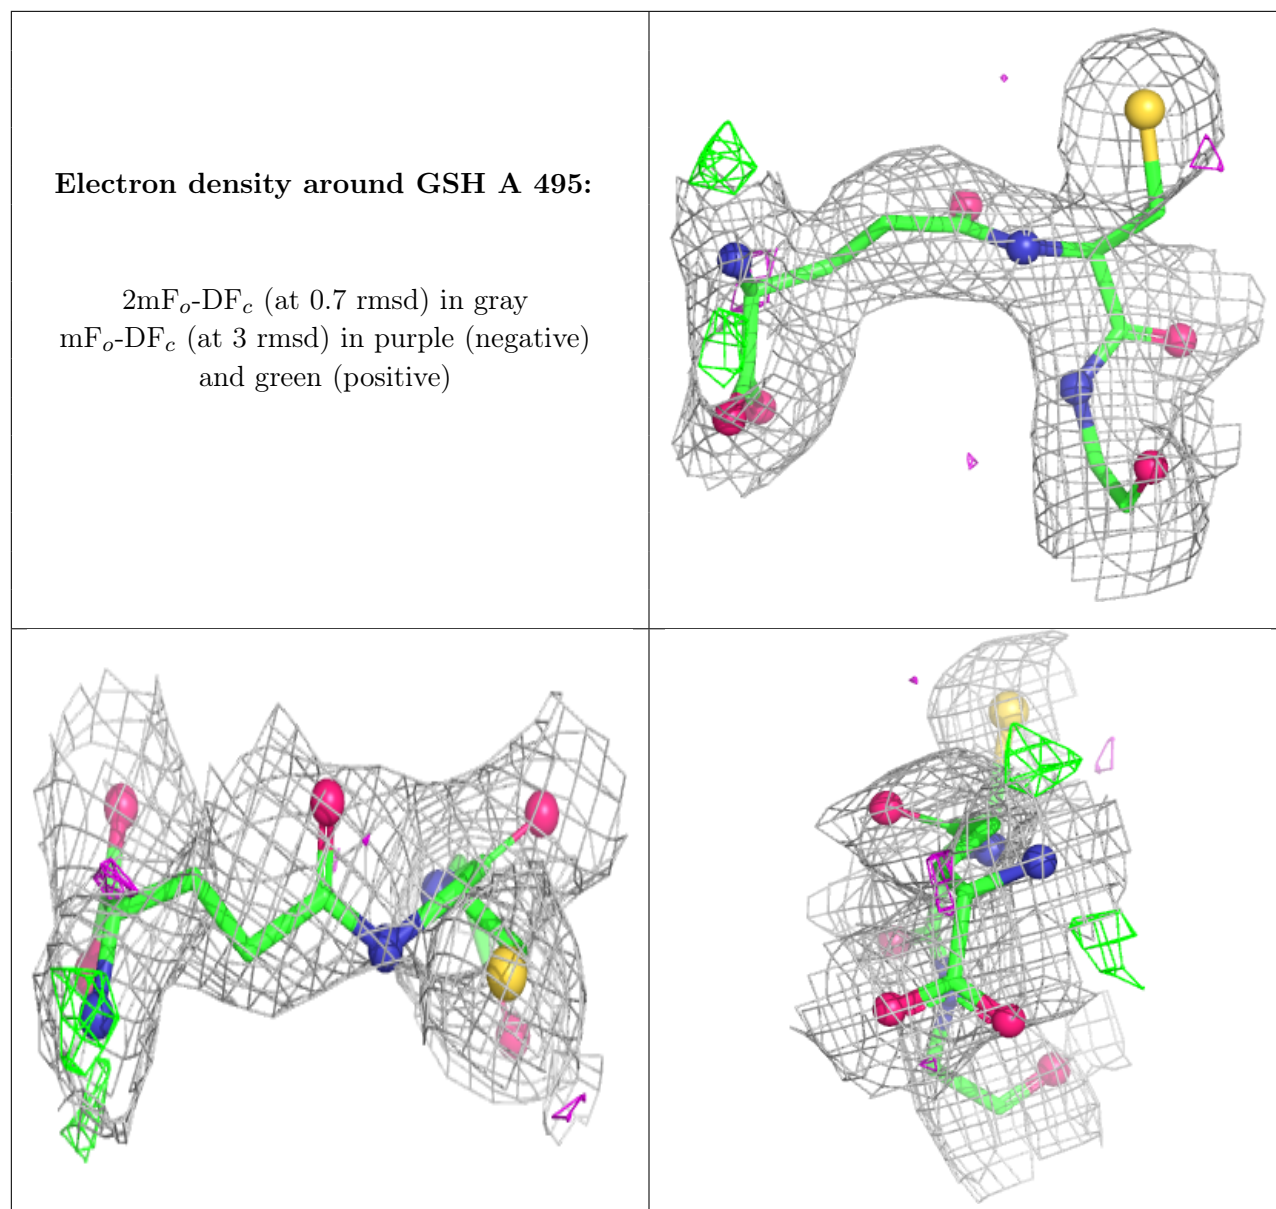 Electron density around GSH A 495:
2mFo-DFc (at 0.7 rmsd) in gray
mFo-DFc (at 3 rmsd) in purple (negative)
and green (positive)